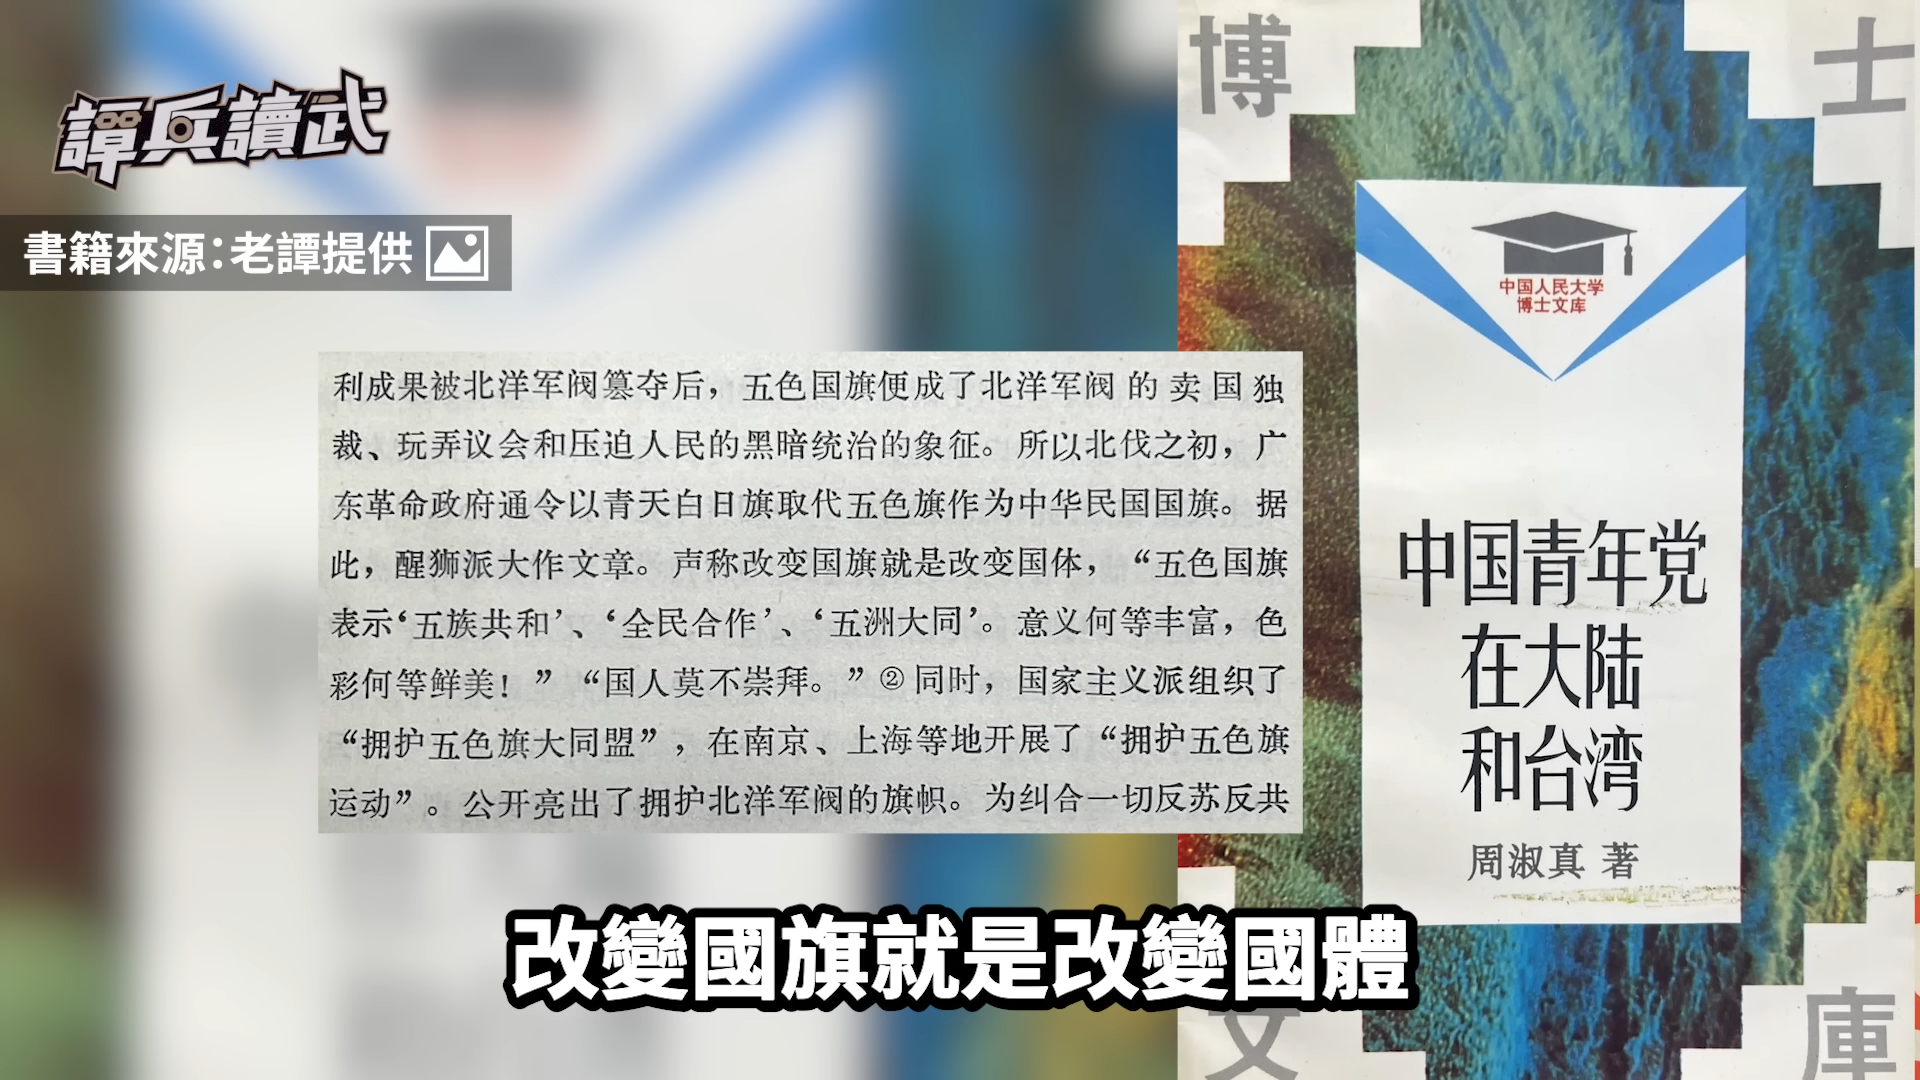 譚兵讀武
書籍來源：老譚提供
利成果被北洋军阀篡夺后，五色国旗便成了北洋军阀的卖国独
裁、玩弄议会和压迫人民的黑暗统治的象征。所以北伐之初，广
东革命政府通令以青天白日旗取代五色旗作为中华民国国旗。据
此，醒狮派大作文章。声称改变国旗就是改变国体，“五色国旗
表示‘五族共和’、‘全民合作’、‘五洲大同’。意义何等丰富，色
彩何等鲜美！”“国人莫不崇拜。”②同时，国家主义派组织了
“拥护五色旗大同盟”，在南京、上海等地开展了“拥护五色旗
运动”。公开亮出了拥护北洋军阀的旗帜。为纠合一切反苏反共
博士
中国人民大学
博士文库
中国青年党
在大陆
和台湾
周淑真 著
文庫
改變國旗就是改變國體